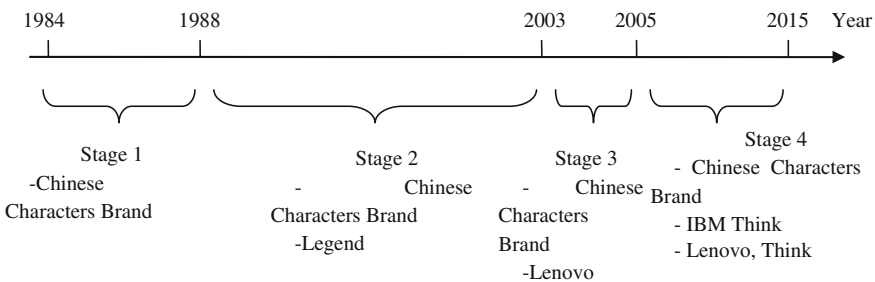 1984 1988 2003 2005 2015 Year
Stage 1
-Chinese
Characters Brand
Stage 2
- Chinese
Characters Brand
-Legend
Stage 3
- Chinese
Characters
Brand
-Lenovo
Stage 4
- Chinese Characters
Brand
- IBM Think
- Lenovo, Think